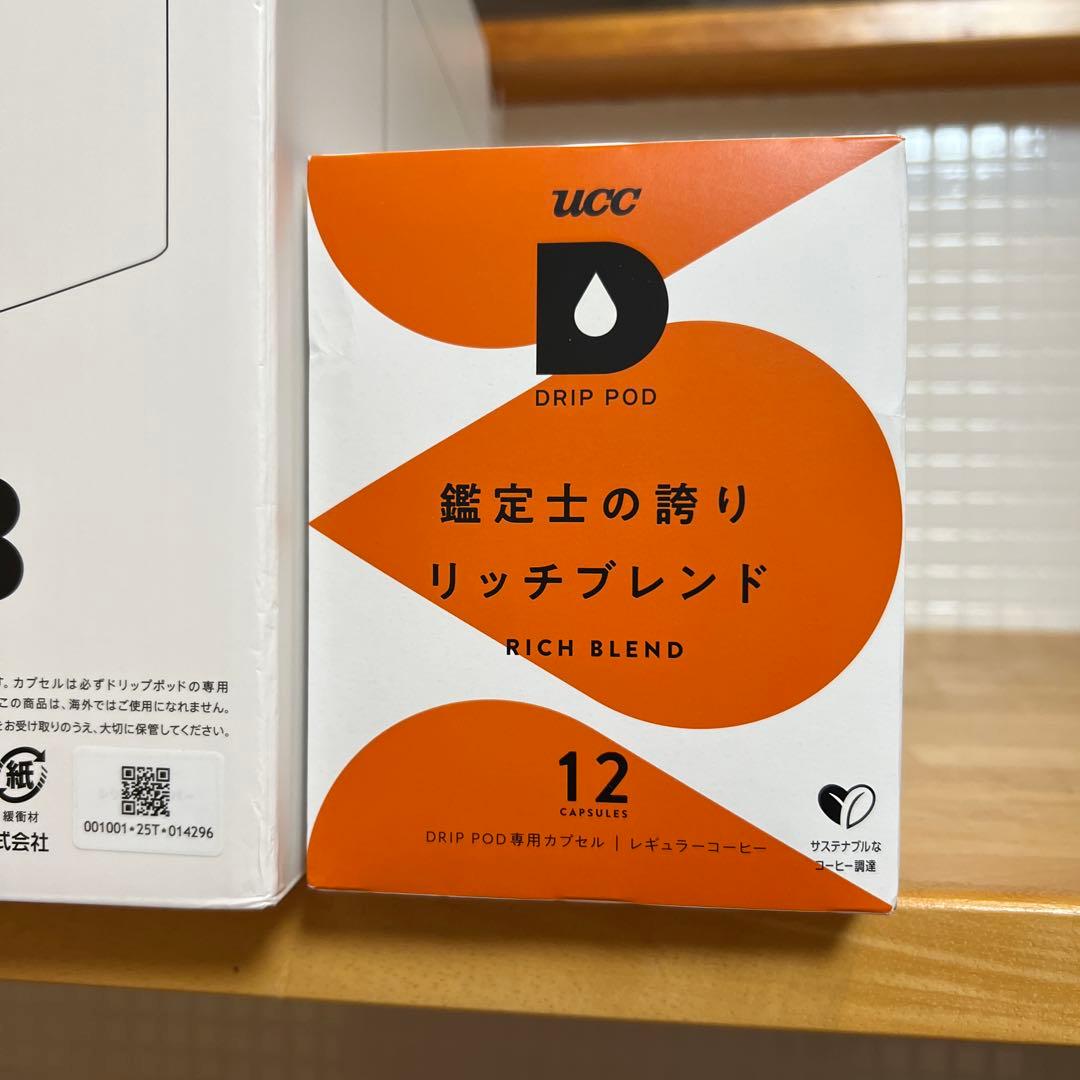 す。カプセルは必ずドリップポッドの専用
この商品は、海外ではご使用になれません。
をお受け取りのうえ、大切に保管してください。
紙
緩衝材
式会社
001001*25T*014296
ucc
D
DRIP POD
鑑定士の誇り
リッチブレンド
RICH BLEND
12
CAPSULES
DRIP POD専用カプセル | レギュラーコーヒー
サステナブルな
コーヒー調達